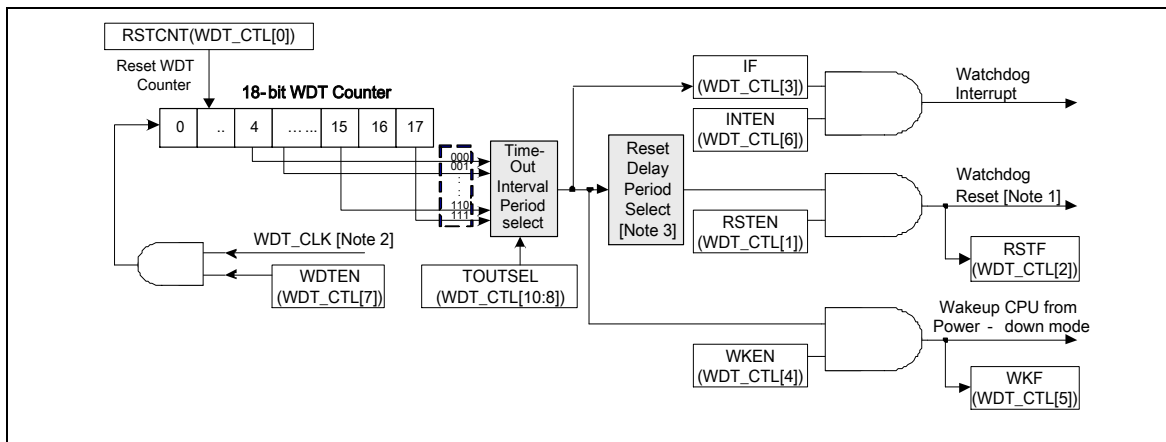 RSTCNT(WDT_CTL[0])
Reset WDT
Counter
18-bit WDT Counter
0 .. 4 ... ... 15 16 17
000
001
110
111
Time-
Out
Interval
Period
select
TOUTSEL
(WDT_CTL[10:8])
WDT_CLK [Note 2]
WDTEN
(WDT_CTL[7])
IF
(WDT_CTL[3])
INTEN
(WDT_CTL[6])
Watchdog
Interrupt
Reset
Delay
Period
Select
[Note 3]
RSTEN
(WDT_CTL[1])
Watchdog
Reset [Note 1]
RSTF
(WDT_CTL[2])
WKEN
(WDT_CTL[4])
Wakeup CPU from
Power - down mode
WKF
(WDT_CTL[5])